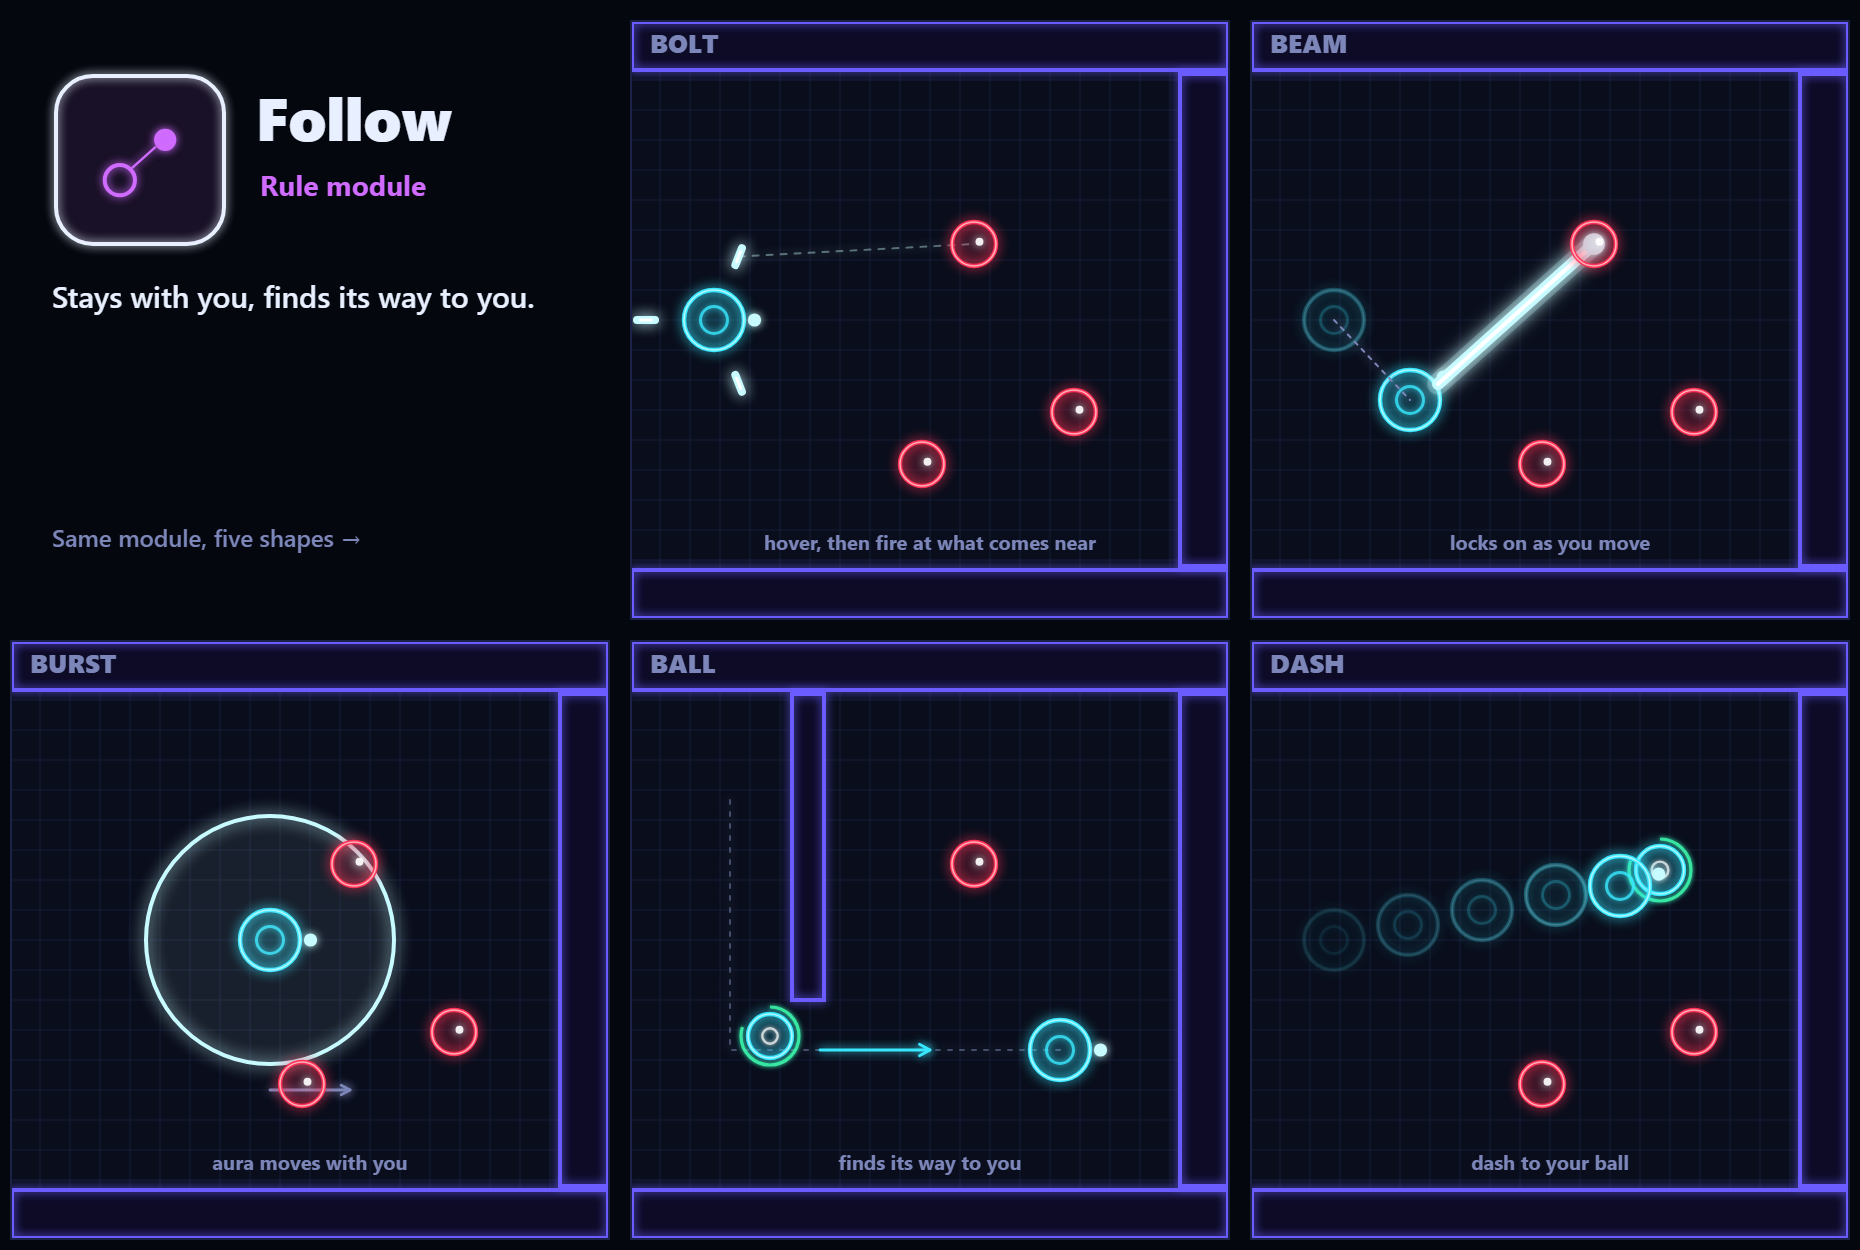 Follow
Rule module
Stays with you, finds its way to you.
Same module, five shapes →
BOLT
hover, then fire at what comes near
BEAM
locks on as you move
BURST
aura moves with you
BALL
finds its way to you
DASH
dash to your ball